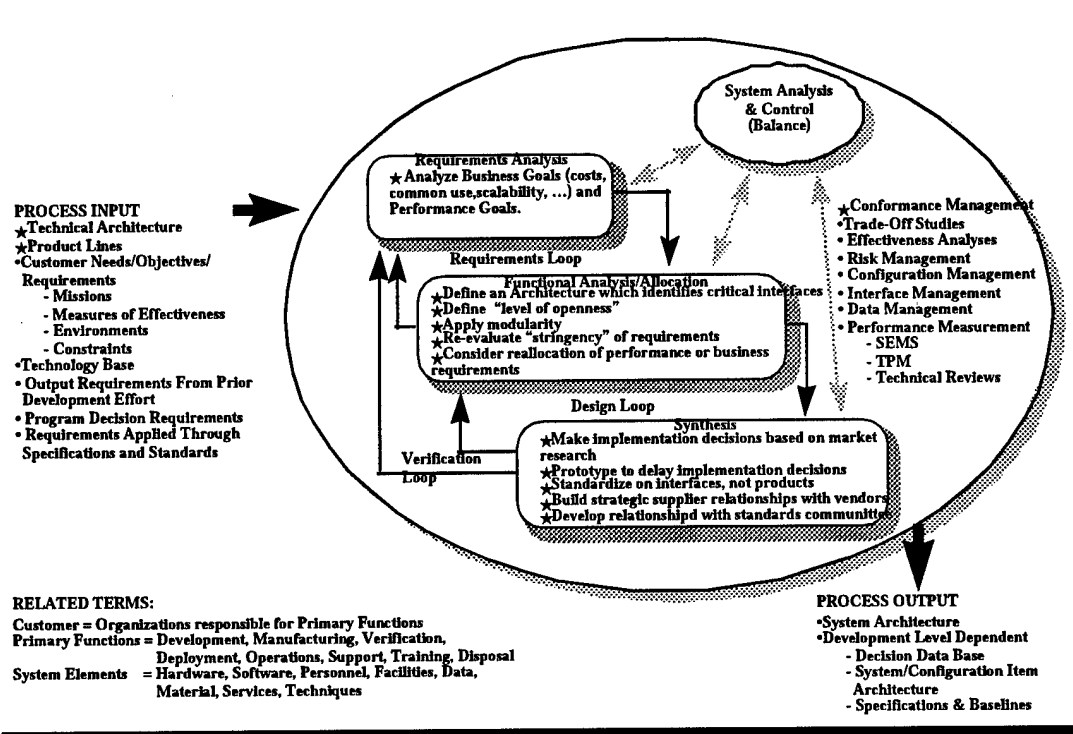 System Analysis
& Control
(Balance)
Requirements Analysis
★Analyze Business Goals (costs,
common use,scalability, ...) and
Performance Goals.
PROCESS INPUT
★Technical Architecture
★Product Lines
•Customer Needs/Objectives/
Requirements
- Missions
- Measures of Effectiveness
- Environments
- Constraints
•Technology Base
• Output Requirements From Prior
Development Effort
• Program Decision Requirements
• Requirements Applied Through
Specifications and Standards
Requirements Loop
Functional Analysis/Allocation
★Define an Architecture which identifies critical interfaces
★Define “level of openness”
★Apply modularity
★Re-evaluate “stringency” of requirements
★Consider reallocation of performance or business
requirements
★Conformance Management
•Trade-Off Studies
• Effectiveness Analyses
• Risk Management
• Configuration Management
• Interface Management
• Data Management
• Performance Measurement
- SEMS
- TPM
- Technical Reviews
Design Loop
Verification
Loop
Synthesis
★Make implementation decisions based on market
research
★Prototype to delay implementation decisions
★Standardize on interfaces, not products
★Build strategic supplier relationships with vendors
★Develop relationshipd with standards communities
RELATED TERMS:
Customer = Organizations responsible for Primary Functions
Primary Functions = Development, Manufacturing, Verification,
Deployment, Operations, Support, Training, Disposal
System Elements = Hardware, Software, Personnel, Facilities, Data,
Material, Services, Techniques
PROCESS OUTPUT
•System Architecture
•Development Level Dependent
- Decision Data Base
- System/Configuration Item
Architecture
- Specifications & Baselines